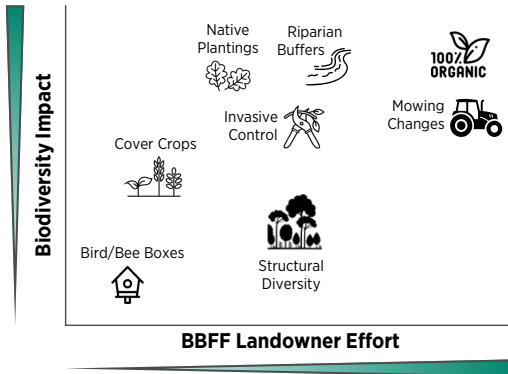 Native
Plantings
Riparian
Buffers
100%
ORGANIC
Invasive
Control
Mowing
Changes
Cover Crops
Bird/Bee Boxes
Structural
Diversity
Biodiversity Impact
BBFF Landowner Effort